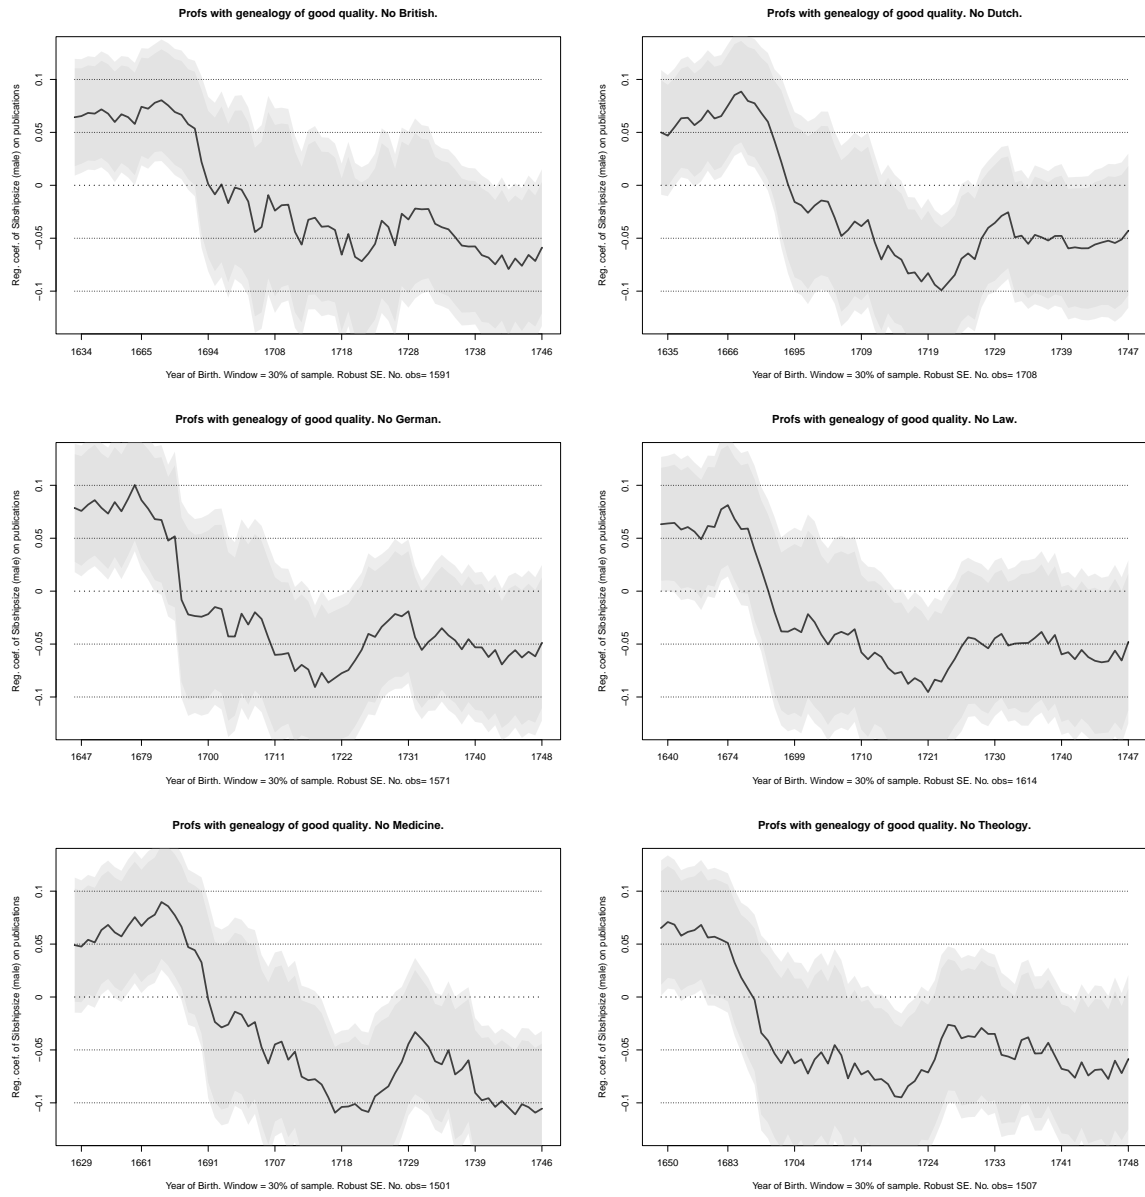 Profs with genealogy of good quality. No British.
Reg. coef. of Sibshipsize (male) on publications
0.1
0.05
0
−0.05
−0.1
1634 1665 1694 1708 1718 1728 1738 1746
Year of Birth. Window = 30% of sample. Robust SE. No. obs= 1591
Profs with genealogy of good quality. No Dutch.
Reg. coef. of Sibshipsize (male) on publications
0.1
0.05
0
−0.05
−0.1
1635 1666 1695 1709 1719 1729 1739 1747
Year of Birth. Window = 30% of sample. Robust SE. No. obs= 1708
Profs with genealogy of good quality. No German.
Reg. coef. of Sibshipsize (male) on publications
0.1
0.05
0
−0.05
−0.1
1647 1679 1700 1711 1722 1731 1740 1748
Year of Birth. Window = 30% of sample. Robust SE. No. obs= 1571
Profs with genealogy of good quality. No Law.
Reg. coef. of Sibshipsize (male) on publications
0.1
0.05
0
−0.05
−0.1
1640 1674 1699 1710 1721 1730 1740 1747
Year of Birth. Window = 30% of sample. Robust SE. No. obs= 1614
Profs with genealogy of good quality. No Medicine.
Reg. coef. of Sibshipsize (male) on publications
0.1
0.05
0
−0.05
−0.1
1629 1661 1691 1707 1718 1729 1739 1746
Year of Birth. Window = 30% of sample. Robust SE. No. obs= 1501
Profs with genealogy of good quality. No Theology.
Reg. coef. of Sibshipsize (male) on publications
0.1
0.05
0
−0.05
−0.1
1650 1683 1704 1714 1724 1733 1741 1748
Year of Birth. Window = 30% of sample. Robust SE. No. obs= 1507